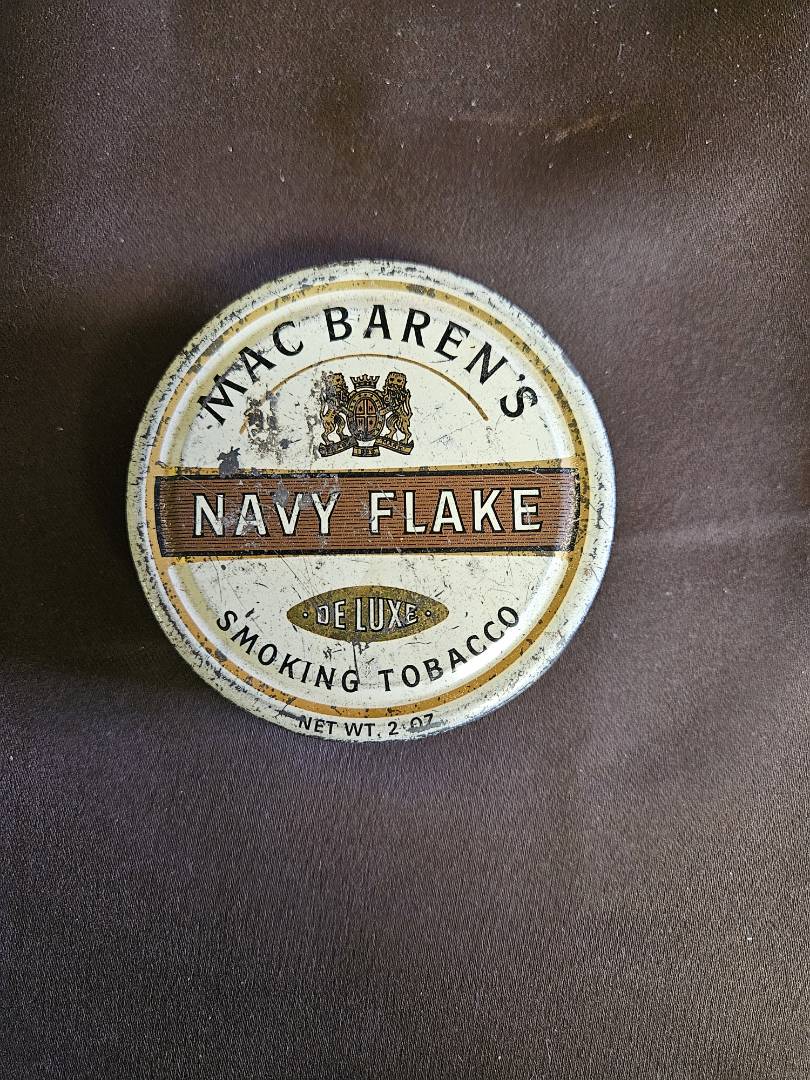 MAC BAREN'S
NAVY FLAKE
· DE LUXE ·
SMOKING TOBACCO
NET WT. 2 OZ